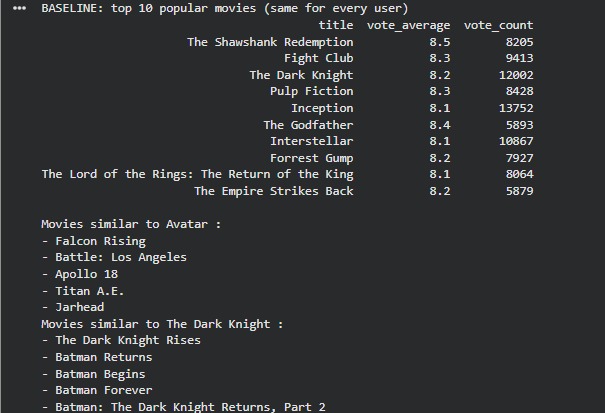 ••• BASELINE: top 10 popular movies (same for every user)
title vote_average vote_count
The Shawshank Redemption 8.5 8205
Fight Club 8.3 9413
The Dark Knight 8.2 12002
Pulp Fiction 8.3 8428
Inception 8.1 13752
The Godfather 8.4 5893
Interstellar 8.1 10867
Forrest Gump 8.2 7927
The Lord of the Rings: The Return of the King 8.1 8064
The Empire Strikes Back 8.2 5879
Movies similar to Avatar :
- Falcon Rising
- Battle: Los Angeles
- Apollo 18
- Titan A.E.
- Jarhead
Movies similar to The Dark Knight :
- The Dark Knight Rises
- Batman Returns
- Batman Begins
- Batman Forever
- Batman: The Dark Knight Returns, Part 2